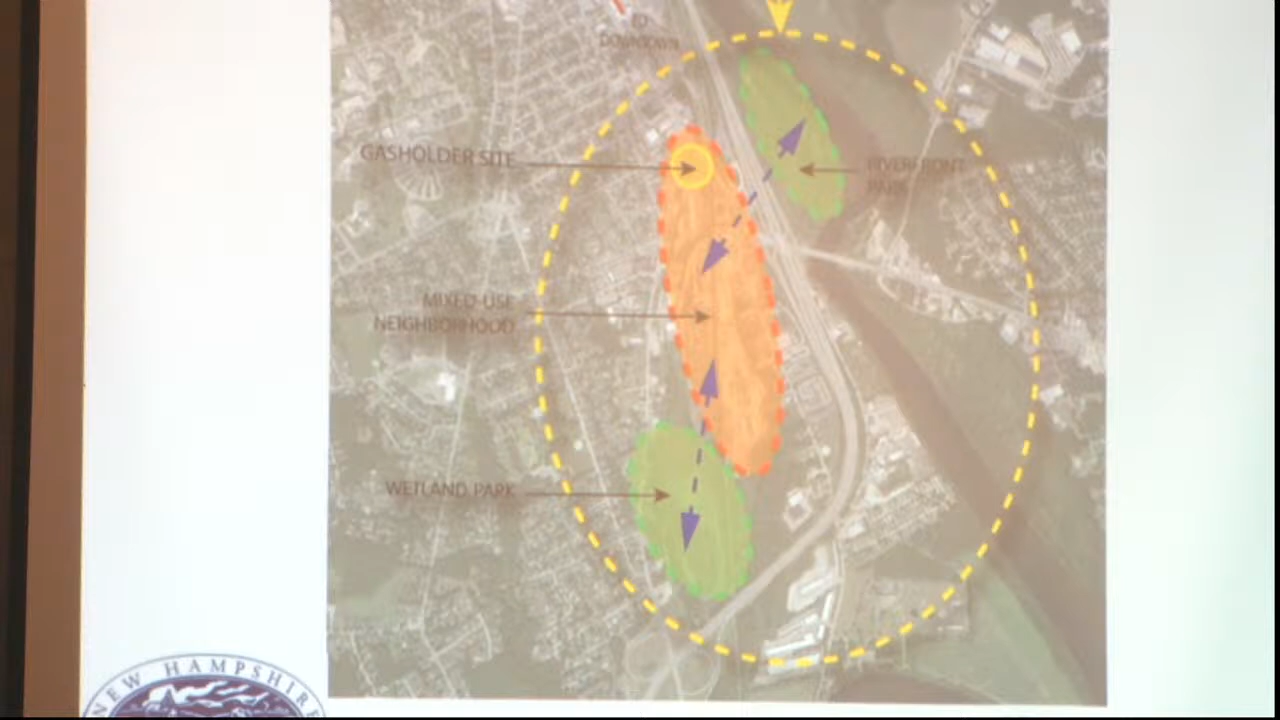 TO
DOWNTOWN
GASHOLDER SITE
RIVERFRONT
PARK
MIXED-USE
NEIGHBORHOOD
WETLAND PARK
NEW HAMPSHIRE